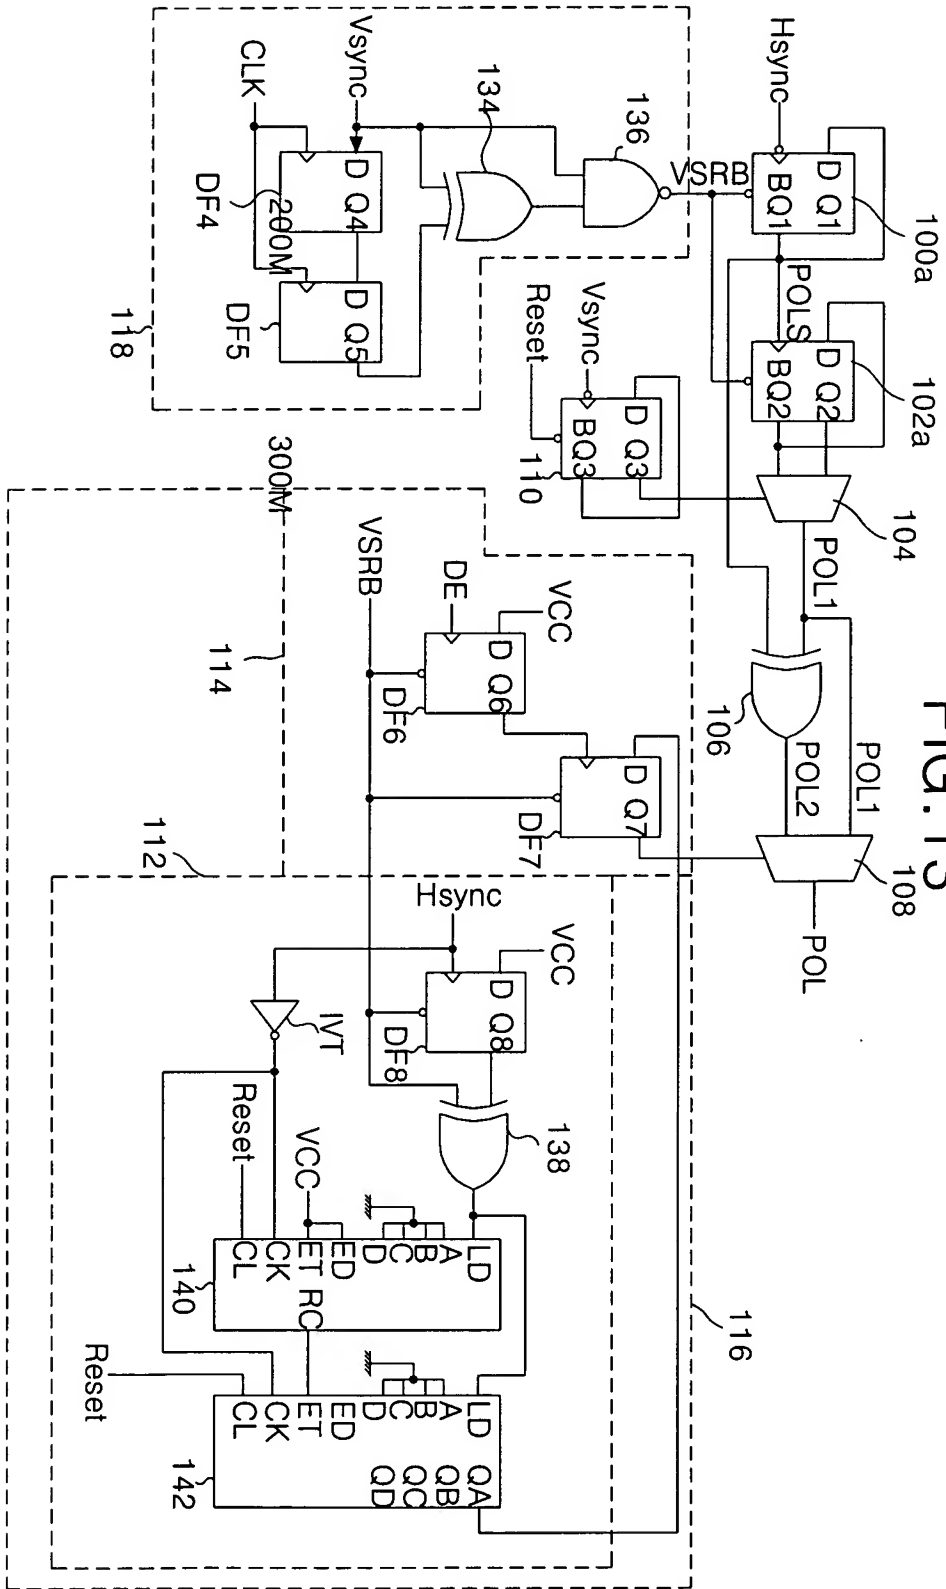 FIG.13
Hsync
D Q1
BQ1
100a
POLS
D Q2
BQ2
102a
104
POL1
POL1
106
POL2
108
POL
VSRB
136
134
Vsync
CLK
D Q4
DF4
200M
D Q5
DF5
118
Vsync
Reset
D Q3
BQ3
110
300M
114
112
116
VSRB
DE
VCC
D Q6
DF6
D Q7
DF7
Hsync
VCC
D Q8
DF8
138
IVT
Reset
VCC
LD
A
B
C
D
ED
ET RC
CK
CL
140
Reset
LD QA
A
B QB
C QC
D QD
ED
ET
CK
CL
142